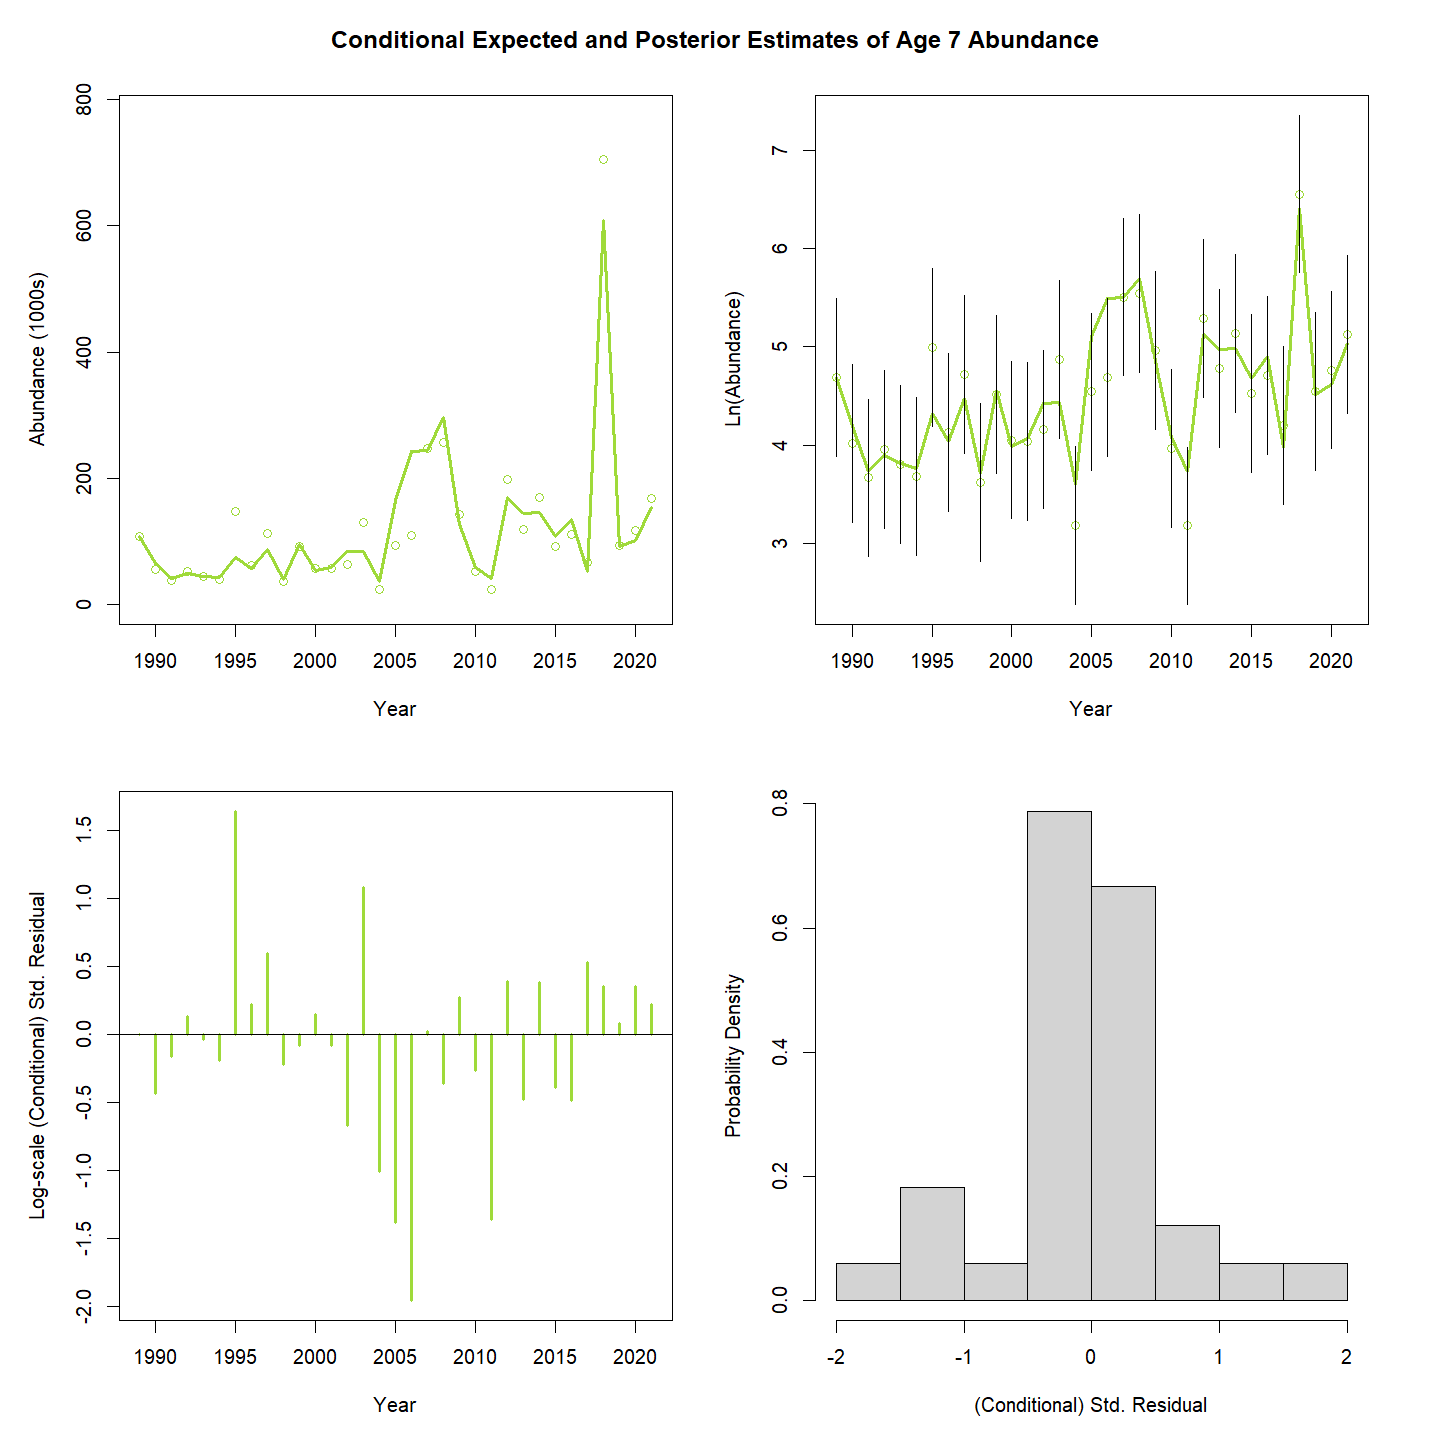 Conditional Expected and Posterior Estimates of Age 7 Abundance
Abundance (1000s)
800
600
400
200
0
1990 1995 2000 2005 2010 2015 2020
Year
Ln(Abundance)
7
6
5
4
3
1990 1995 2000 2005 2010 2015 2020
Year
Log-scale (Conditional) Std. Residual
1.5
1.0
0.5
0.0
-0.5
-1.0
-1.5
-2.0
1990 1995 2000 2005 2010 2015 2020
Year
Probability Density
0.8
0.6
0.4
0.2
0.0
-2 -1 0 1 2
(Conditional) Std. Residual